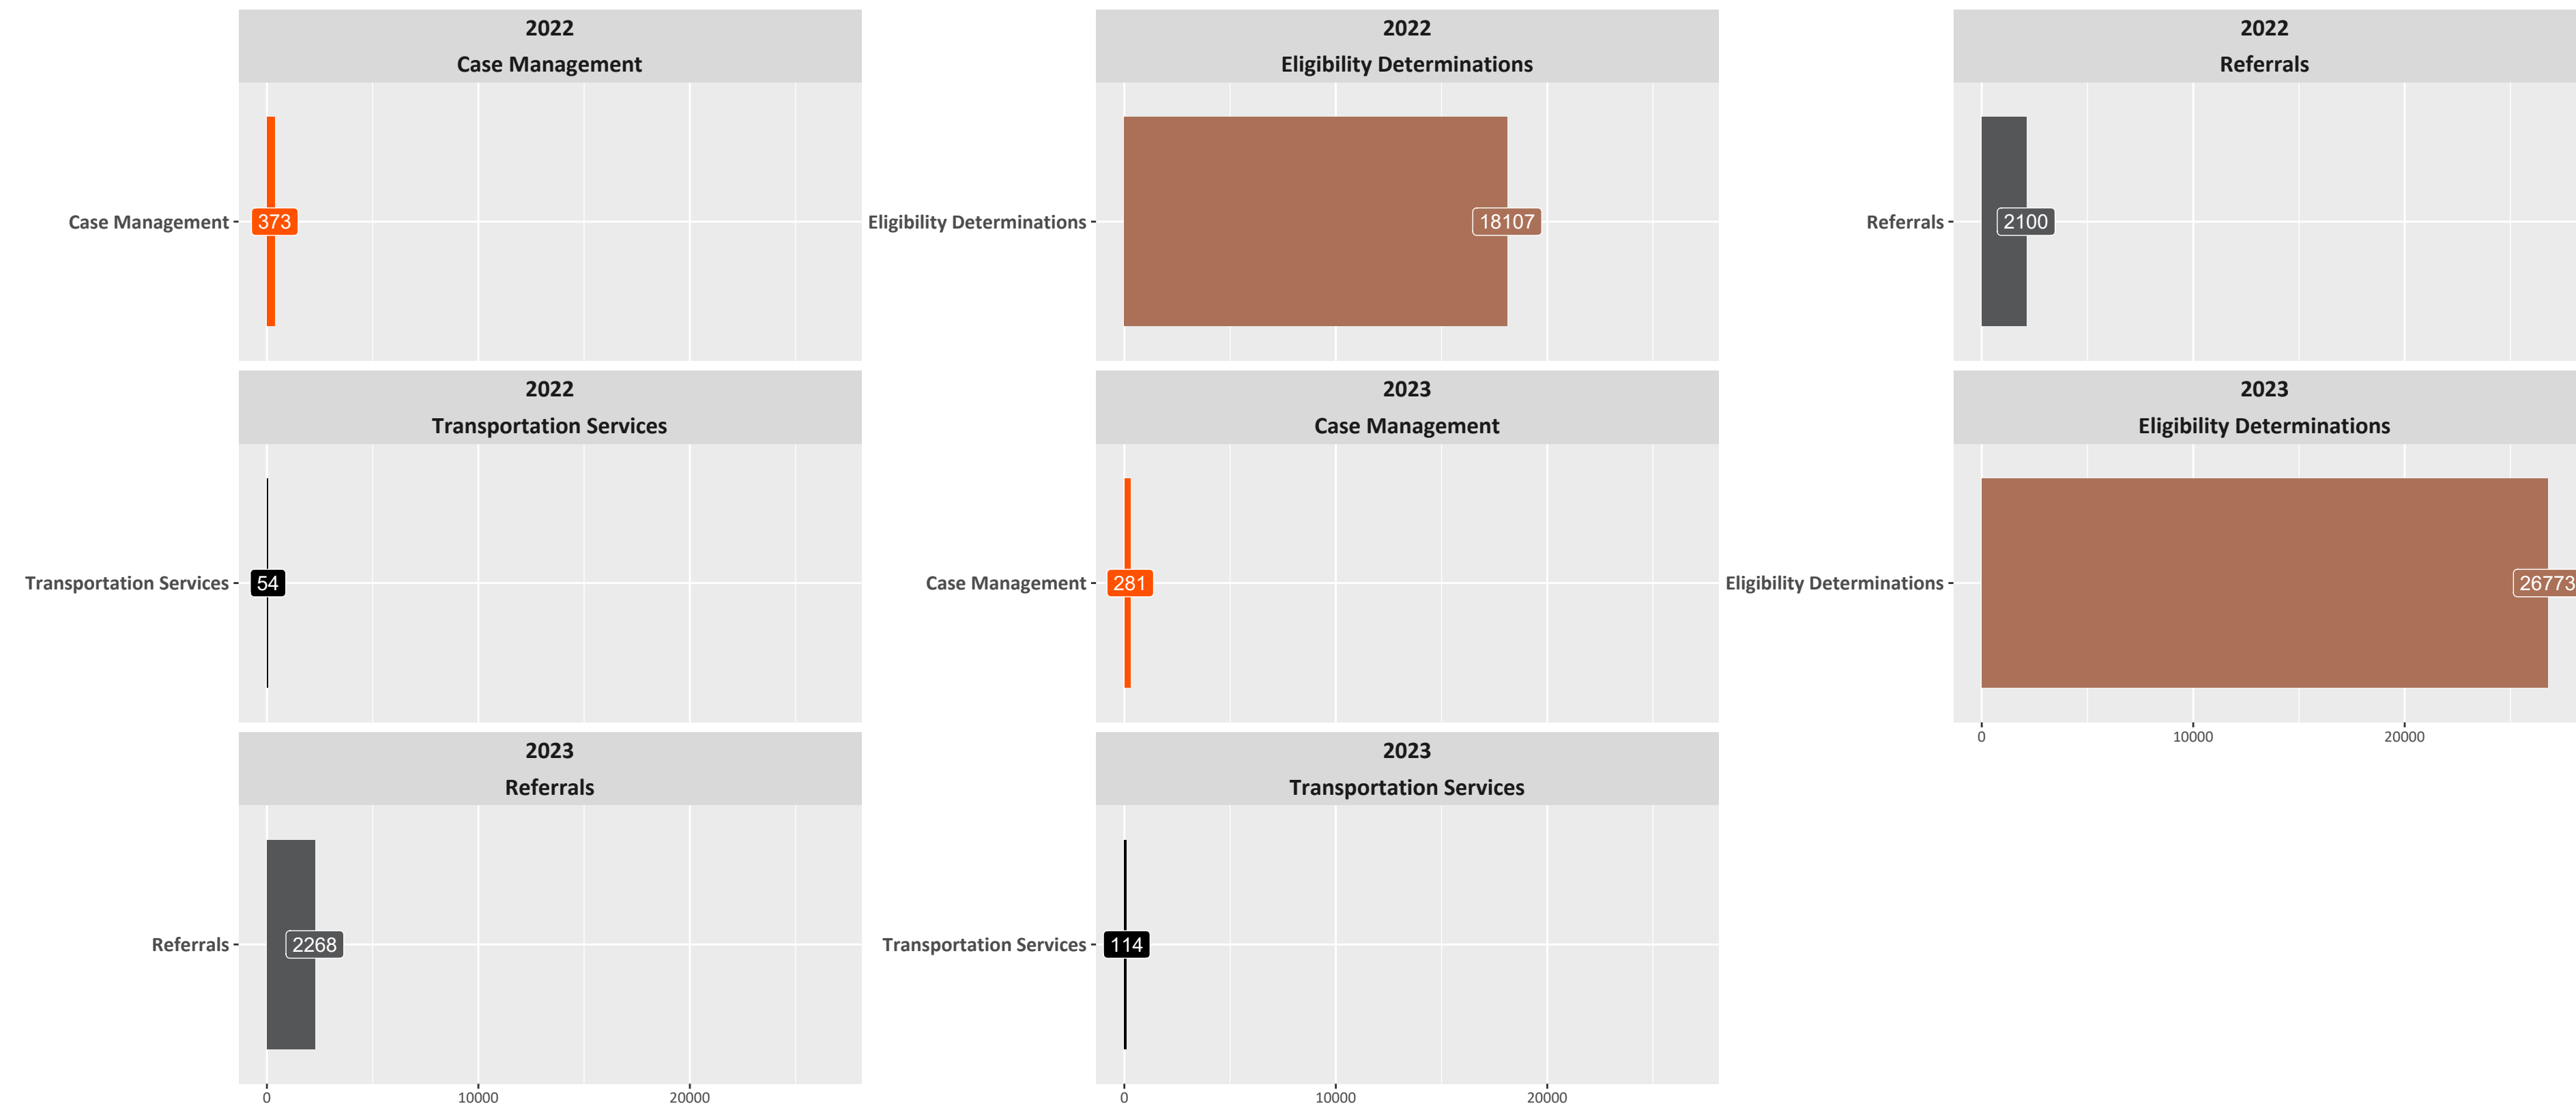 2022
Case Management
Case Management
373
2022
Eligibility Determinations
Eligibility Determinations
18107
2022
Referrals
Referrals
2100
2022
Transportation Services
Transportation Services
54
2023
Case Management
Case Management
281
2023
Eligibility Determinations
Eligibility Determinations
26773
0 10000 20000
2023
Referrals
Referrals
2268
0 10000 20000
2023
Transportation Services
Transportation Services
114
0 10000 20000